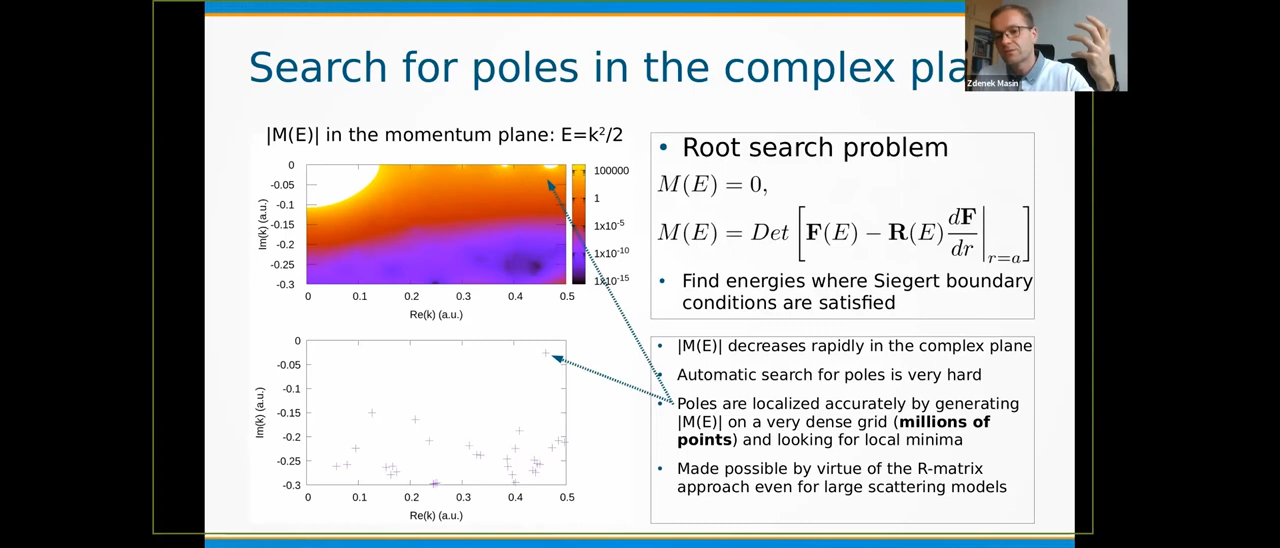 Search for poles in the complex pla
Zdenek Masin
|M(E)| in the momentum plane: E=k²/2
0
-0.05
-0.1
-0.15
-0.2
-0.25
-0.3
Im(k) (a.u.)
0 0.1 0.2 0.3 0.4 0.5
Re(k) (a.u.)
100000
1
1x10⁻⁵
1x10⁻¹⁰
1x10⁻¹⁵
0
-0.05
-0.1
-0.15
-0.2
-0.25
-0.3
Im(k) (a.u.)
0 0.1 0.2 0.3 0.4 0.5
Re(k) (a.u.)
• Root search problem
M(E) = 0,
M(E) = Det [F(E) − R(E) dF/dr |r=a]
• Find energies where Siegert boundary
conditions are satisfied
• |M(E)| decreases rapidly in the complex plane
• Automatic search for poles is very hard
• Poles are localized accurately by generating
|M(E)| on a very dense grid (millions of
points) and looking for local minima
• Made possible by virtue of the R-matrix
approach even for large scattering models